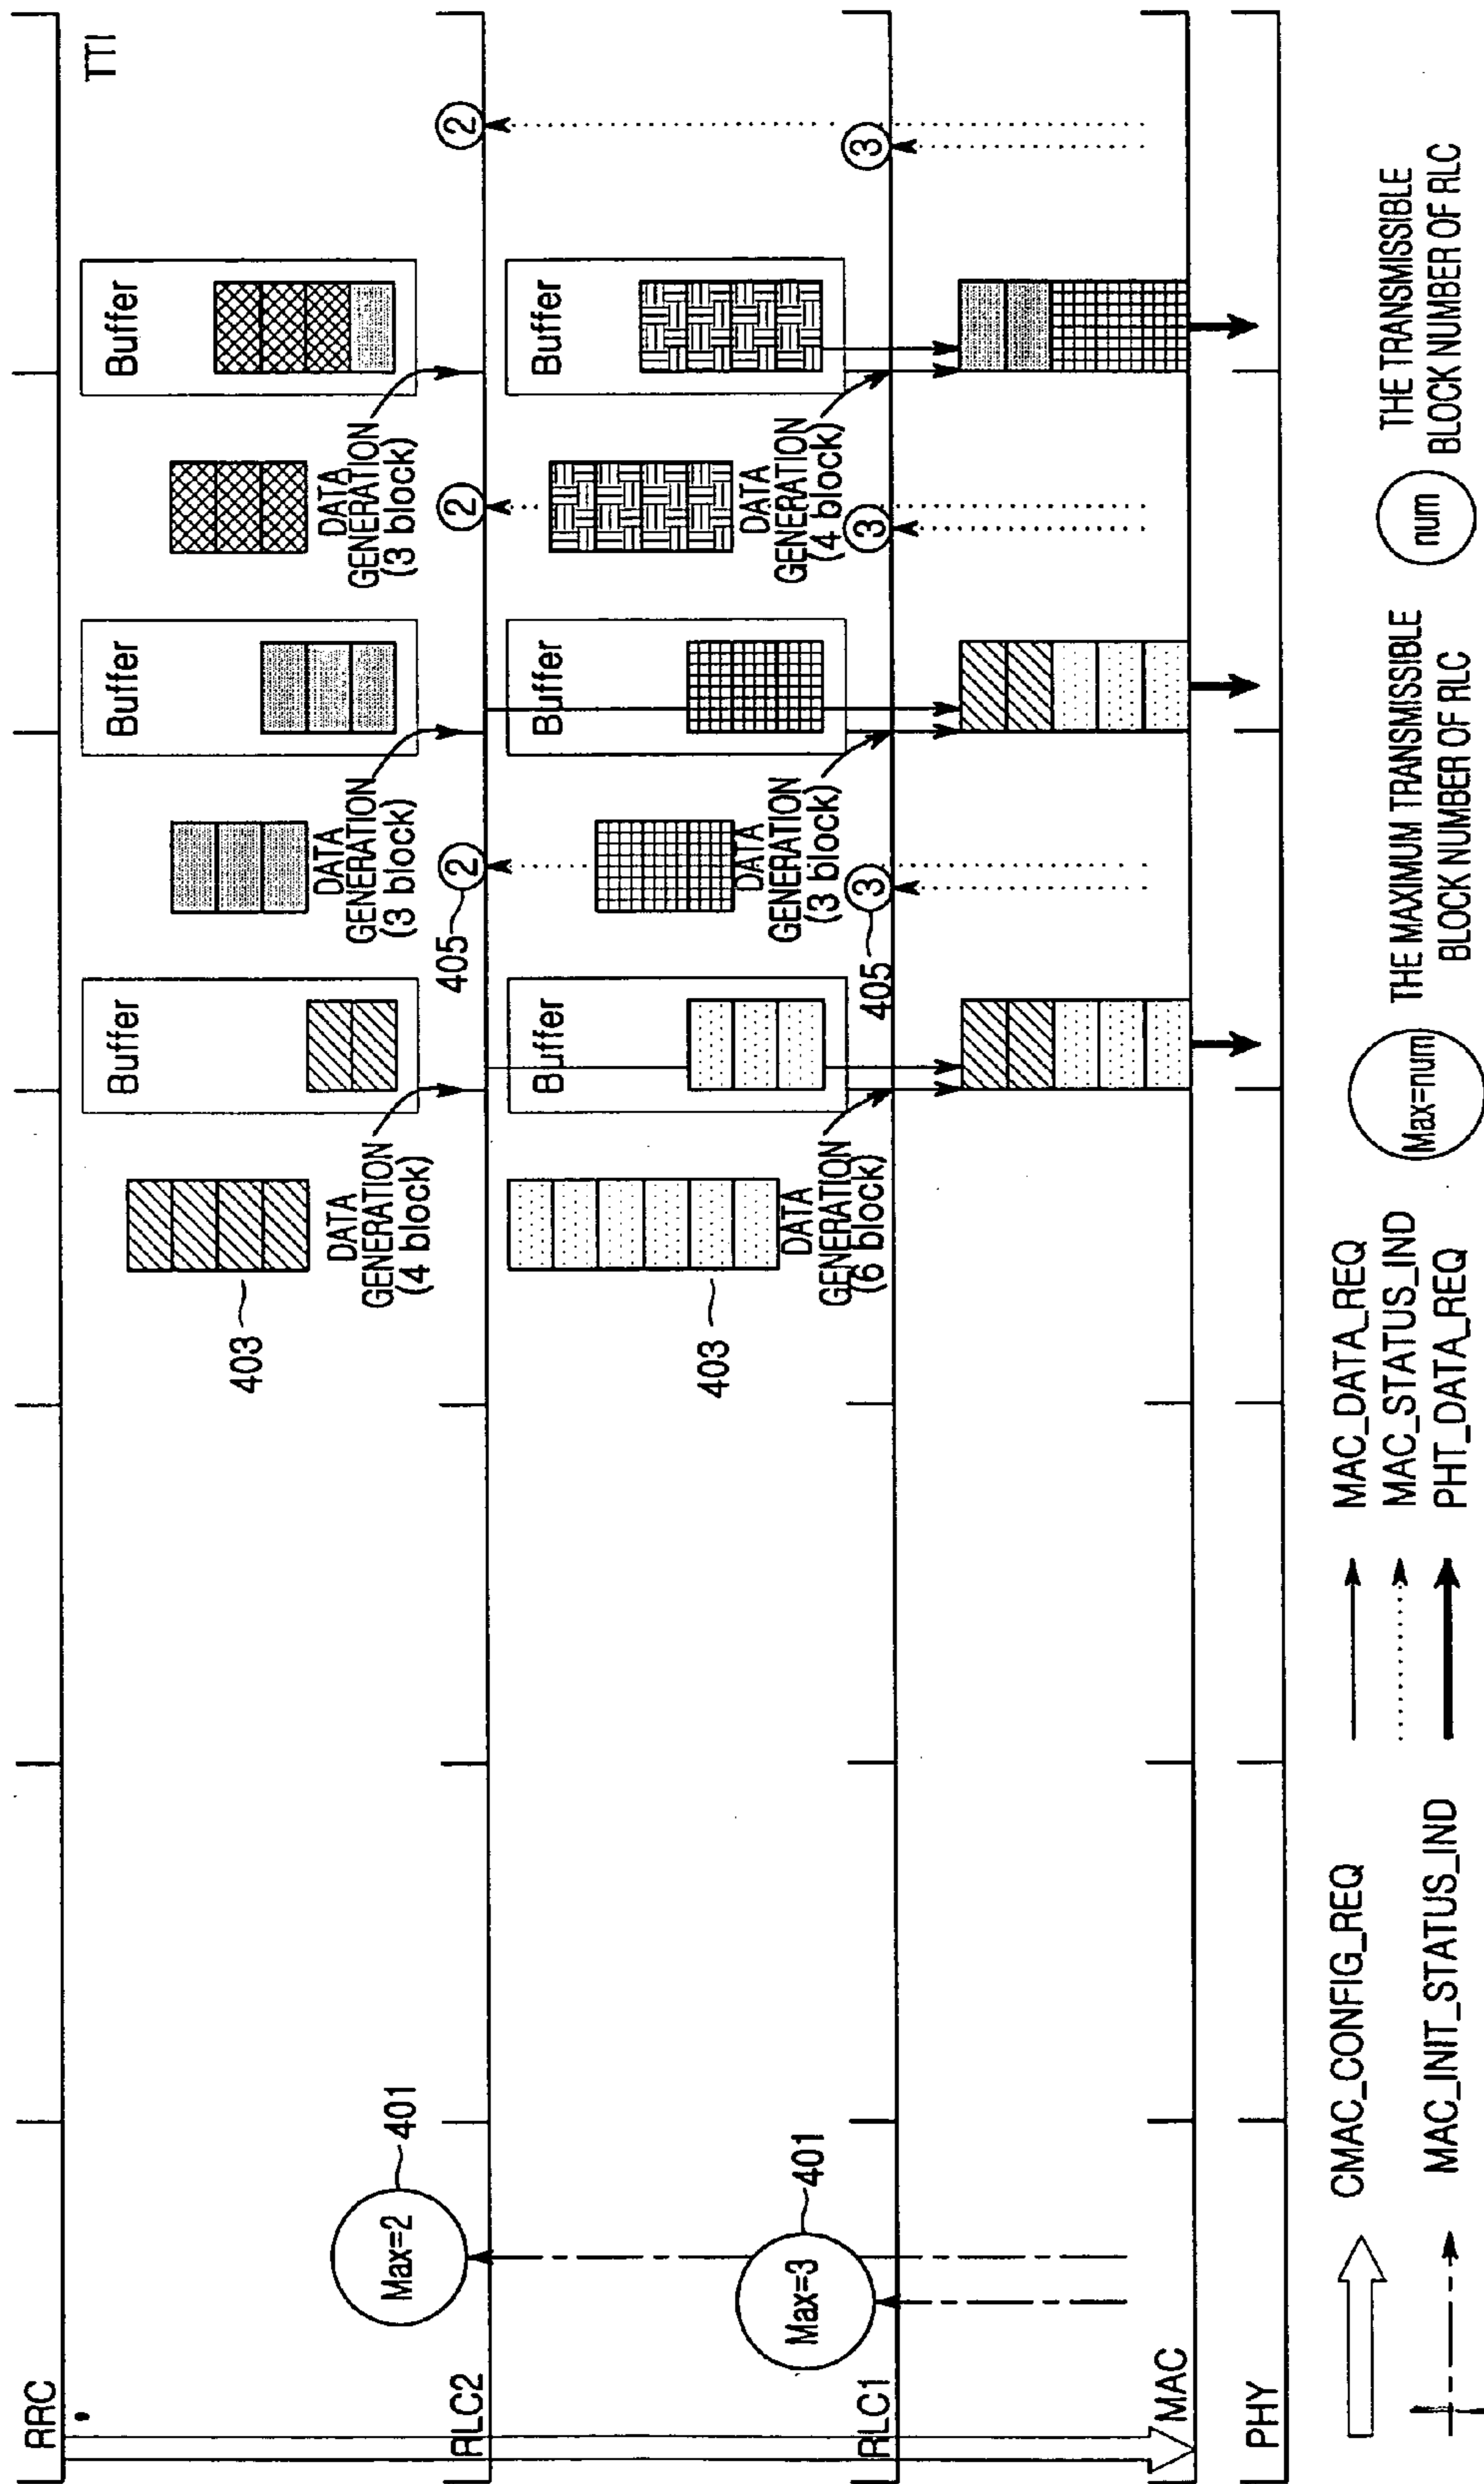 RRC
TTI
RLC2
Max=2
401
403
DATA
GENERATION
(4 block)
Buffer
405
2
DATA
GENERATION
(3 block)
Buffer
2
DATA
GENERATION
(3 block)
Buffer
2
RLC1
Max=3
401
403
DATA
GENERATION
(6 block)
Buffer
405
3
DATA
GENERATION
(3 block)
Buffer
3
DATA
GENERATION
(4 block)
Buffer
3
MAC
PHY
CMAC_CONFIG_REQ
MAC_INIT_STATUS_IND
MAC_DATA_REQ
MAC_STATUS_IND
PHT_DATA_REQ
Max=num
THE MAXIMUM TRANSMISSIBLE
BLOCK NUMBER OF RLC
num
THE TRANSMISSIBLE
BLOCK NUMBER OF RLC